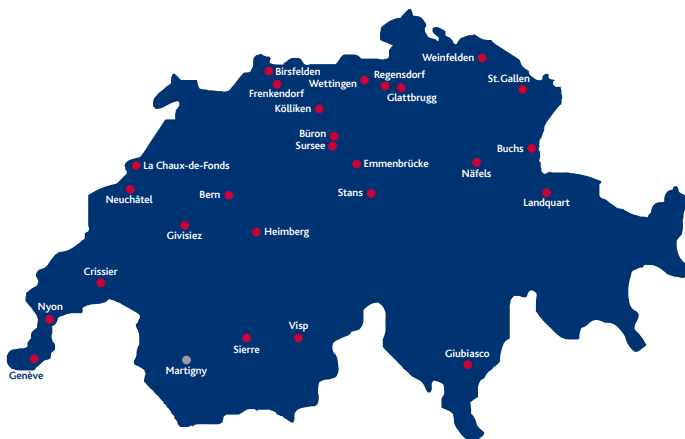 Weinfelden
Birsfelden
Regensdorf
Wettingen
St. Gallen
Frenkendorf
Glattbrugg
Kölliken
Büron
Sursee
Buchs
Emmenbrücke
La Chaux-de-Fonds
Näfels
Neuchâtel
Bern
Stans
Landquart
Givisiez
Heimberg
Crissier
Nyon
Visp
Sierre
Giubiasco
Martigny
Genève